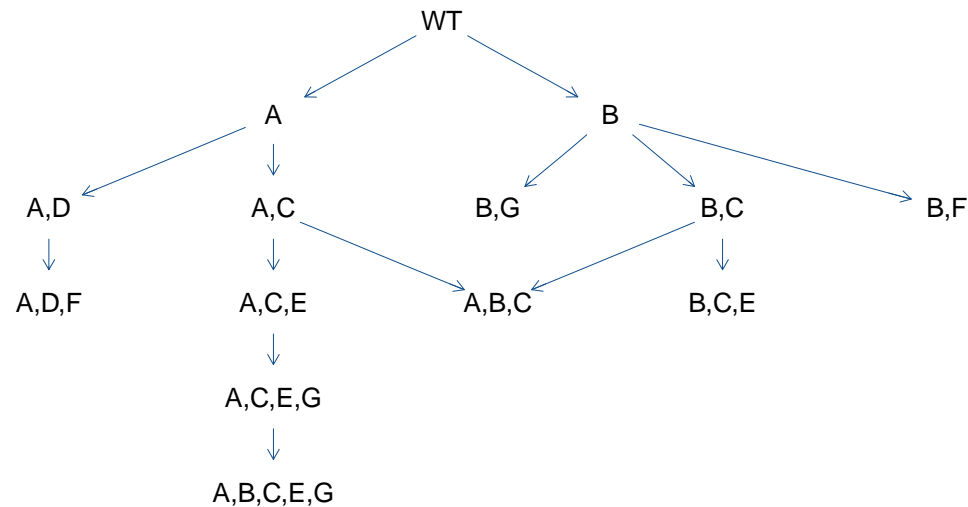 WT
A B
A,D A,C B,G B,C B,F
A,D,F A,C,E A,B,C B,C,E
A,C,E,G
A,B,C,E,G